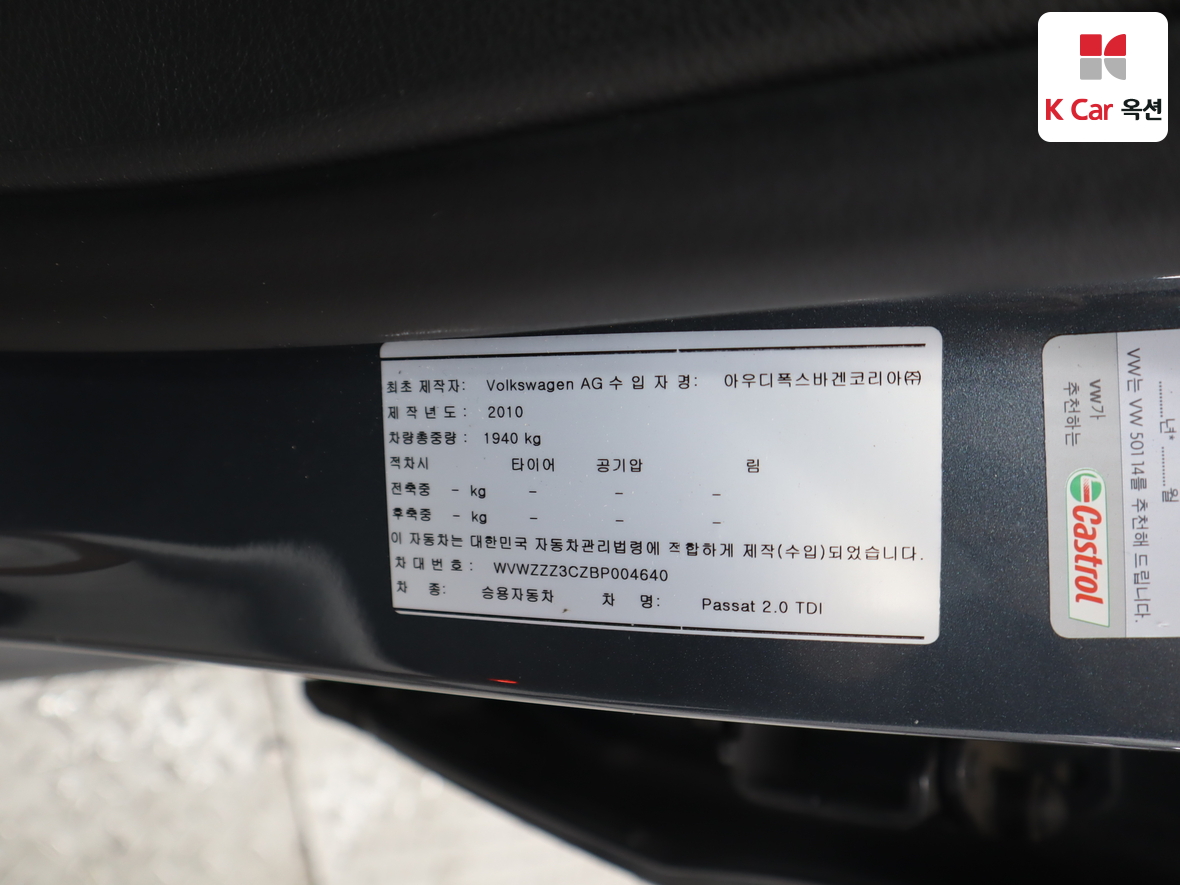 K Car 옥션
최초 제작자: Volkswagen AG 수 입 자 명: 아우디폭스바겐코리아㈜
제 작 년 도 : 2010
차량총중량 : 1940 kg
적차시 타이어 공기압 림
전축중 - kg - - -
후축중 - kg - - -
이 자동차는 대한민국 자동차관리법령에 적합하게 제작(수입)되었습니다.
차 대 번 호 : WVWZZZ3CZBP004640
차 종: 승용자동차 차 명: Passat 2.0 TDI
VW가
추천하는
Castrol
..........년* ..........월
VW는 VW 501 14를 추천해 드립니다.